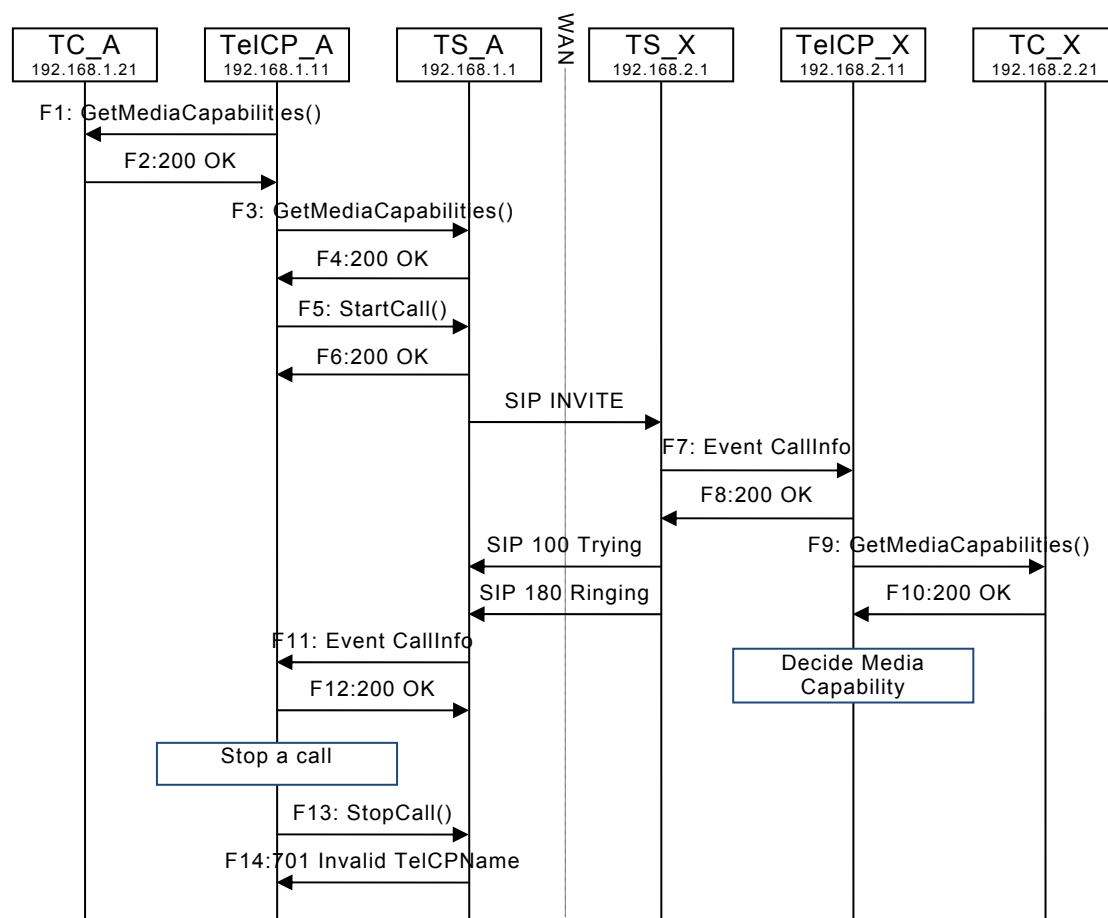 WAN
TC_A
192.168.1.21
TelCP_A
192.168.1.11
TS_A
192.168.1.1
TS_X
192.168.2.1
TelCP_X
192.168.2.11
TC_X
192.168.2.21
F1: GetMediaCapabilities()
F2:200 OK
F3: GetMediaCapabilities()
F4:200 OK
F5: StartCall()
F6:200 OK
SIP INVITE
F7: Event CallInfo
F8:200 OK
SIP 100 Trying
F9: GetMediaCapabilities()
SIP 180 Ringing
F10:200 OK
F11: Event CallInfo
Decide Media
Capability
F12:200 OK
Stop a call
F13: StopCall()
F14:701 Invalid TelCPName